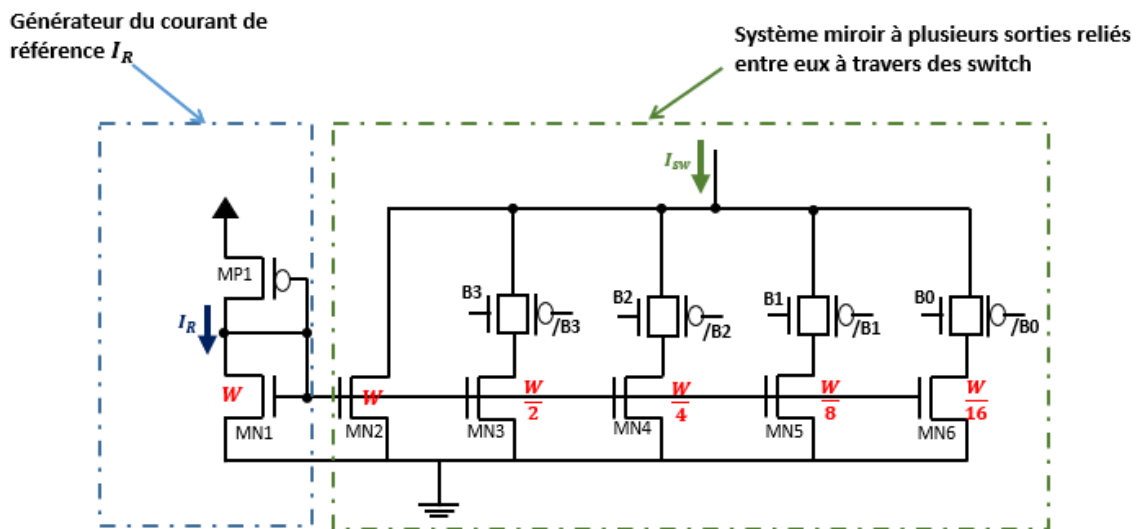 Générateur du courant de
référence I_R
Système miroir à plusieurs sorties reliés
entre eux à travers des switch
I_sw
MP1
B3
/B3
B2
/B2
B1
/B1
B0
/B0
I_R
W
W
W/2
W/4
W/8
W/16
MN1
MN2
MN3
MN4
MN5
MN6